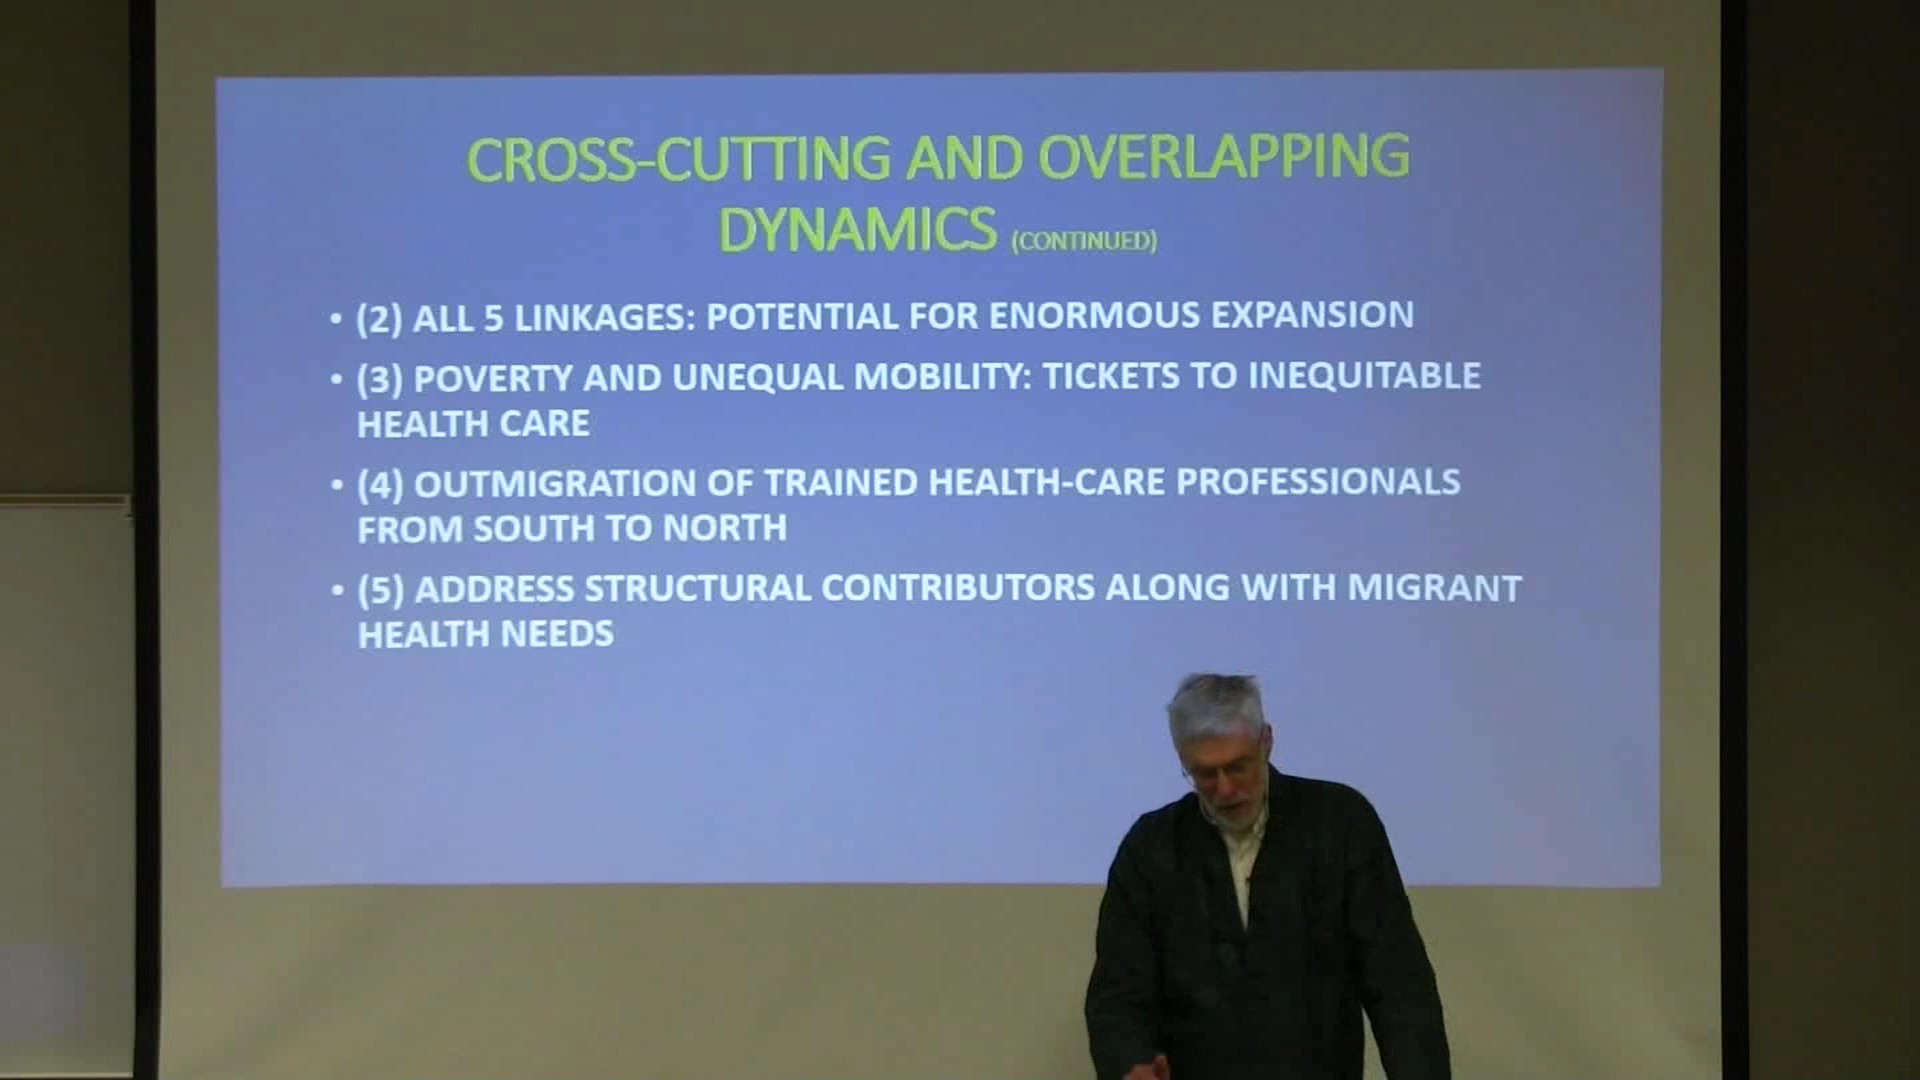 CROSS-CUTTING AND OVERLAPPING
DYNAMICS (CONTINUED)
• (2) ALL 5 LINKAGES: POTENTIAL FOR ENORMOUS EXPANSION
• (3) POVERTY AND UNEQUAL MOBILITY: TICKETS TO INEQUITABLE
HEALTH CARE
• (4) OUTMIGRATION OF TRAINED HEALTH-CARE PROFESSIONALS
FROM SOUTH TO NORTH
• (5) ADDRESS STRUCTURAL CONTRIBUTORS ALONG WITH MIGRANT
HEALTH NEEDS